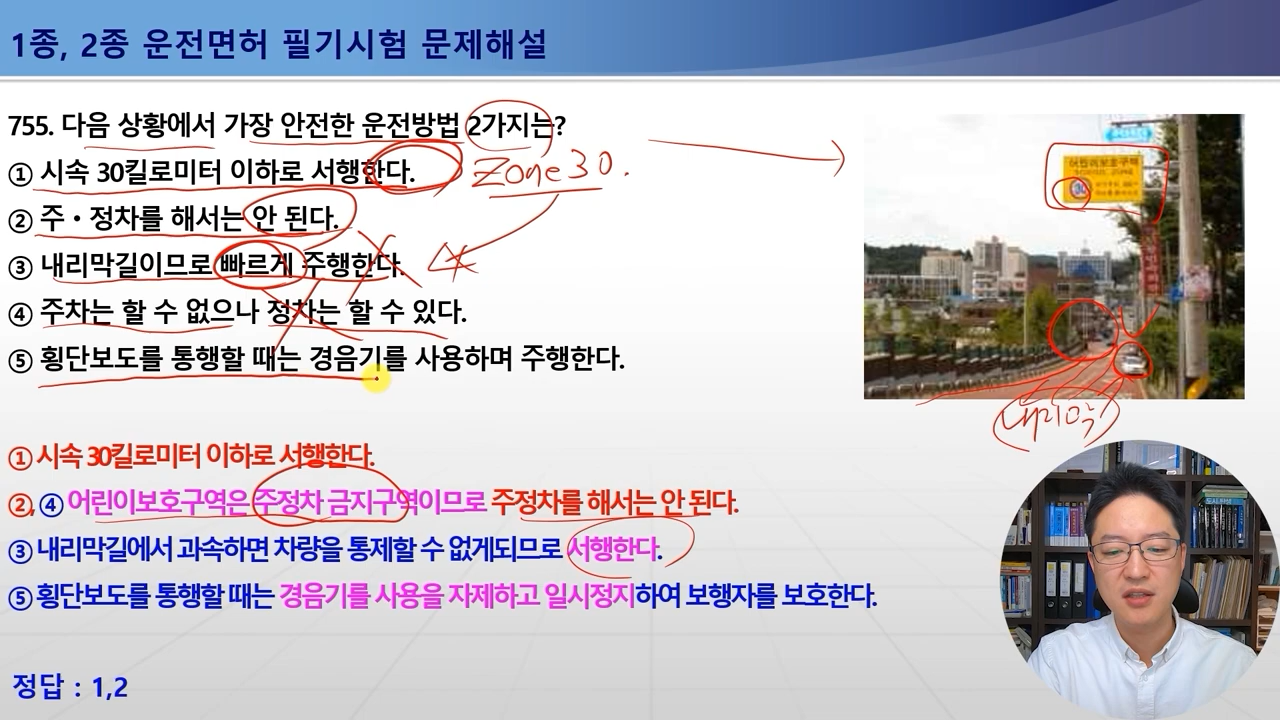 1종, 2종 운전면허 필기시험 문제해설
755. 다음 상황에서 가장 안전한 운전방법 2가지는?
① 시속 30킬로미터 이하로 서행한다.
Zone 30.
② 주・정차를 해서는 안 된다.
③ 내리막길이므로 빠르게 주행한다.
④ 주차는 할 수 없으나 정차는 할 수 있다.
⑤ 횡단보도를 통행할 때는 경음기를 사용하며 주행한다.
어린이보호구역
30
내리막
① 시속 30킬로미터 이하로 서행한다.
②, ④ 어린이보호구역은 주정차 금지구역이므로 주정차를 해서는 안 된다.
③ 내리막길에서 과속하면 차량을 통제할 수 없게되므로 서행한다.
⑤ 횡단보도를 통행할 때는 경음기를 사용을 자제하고 일시정지하여 보행자를 보호한다.
정답 : 1,2